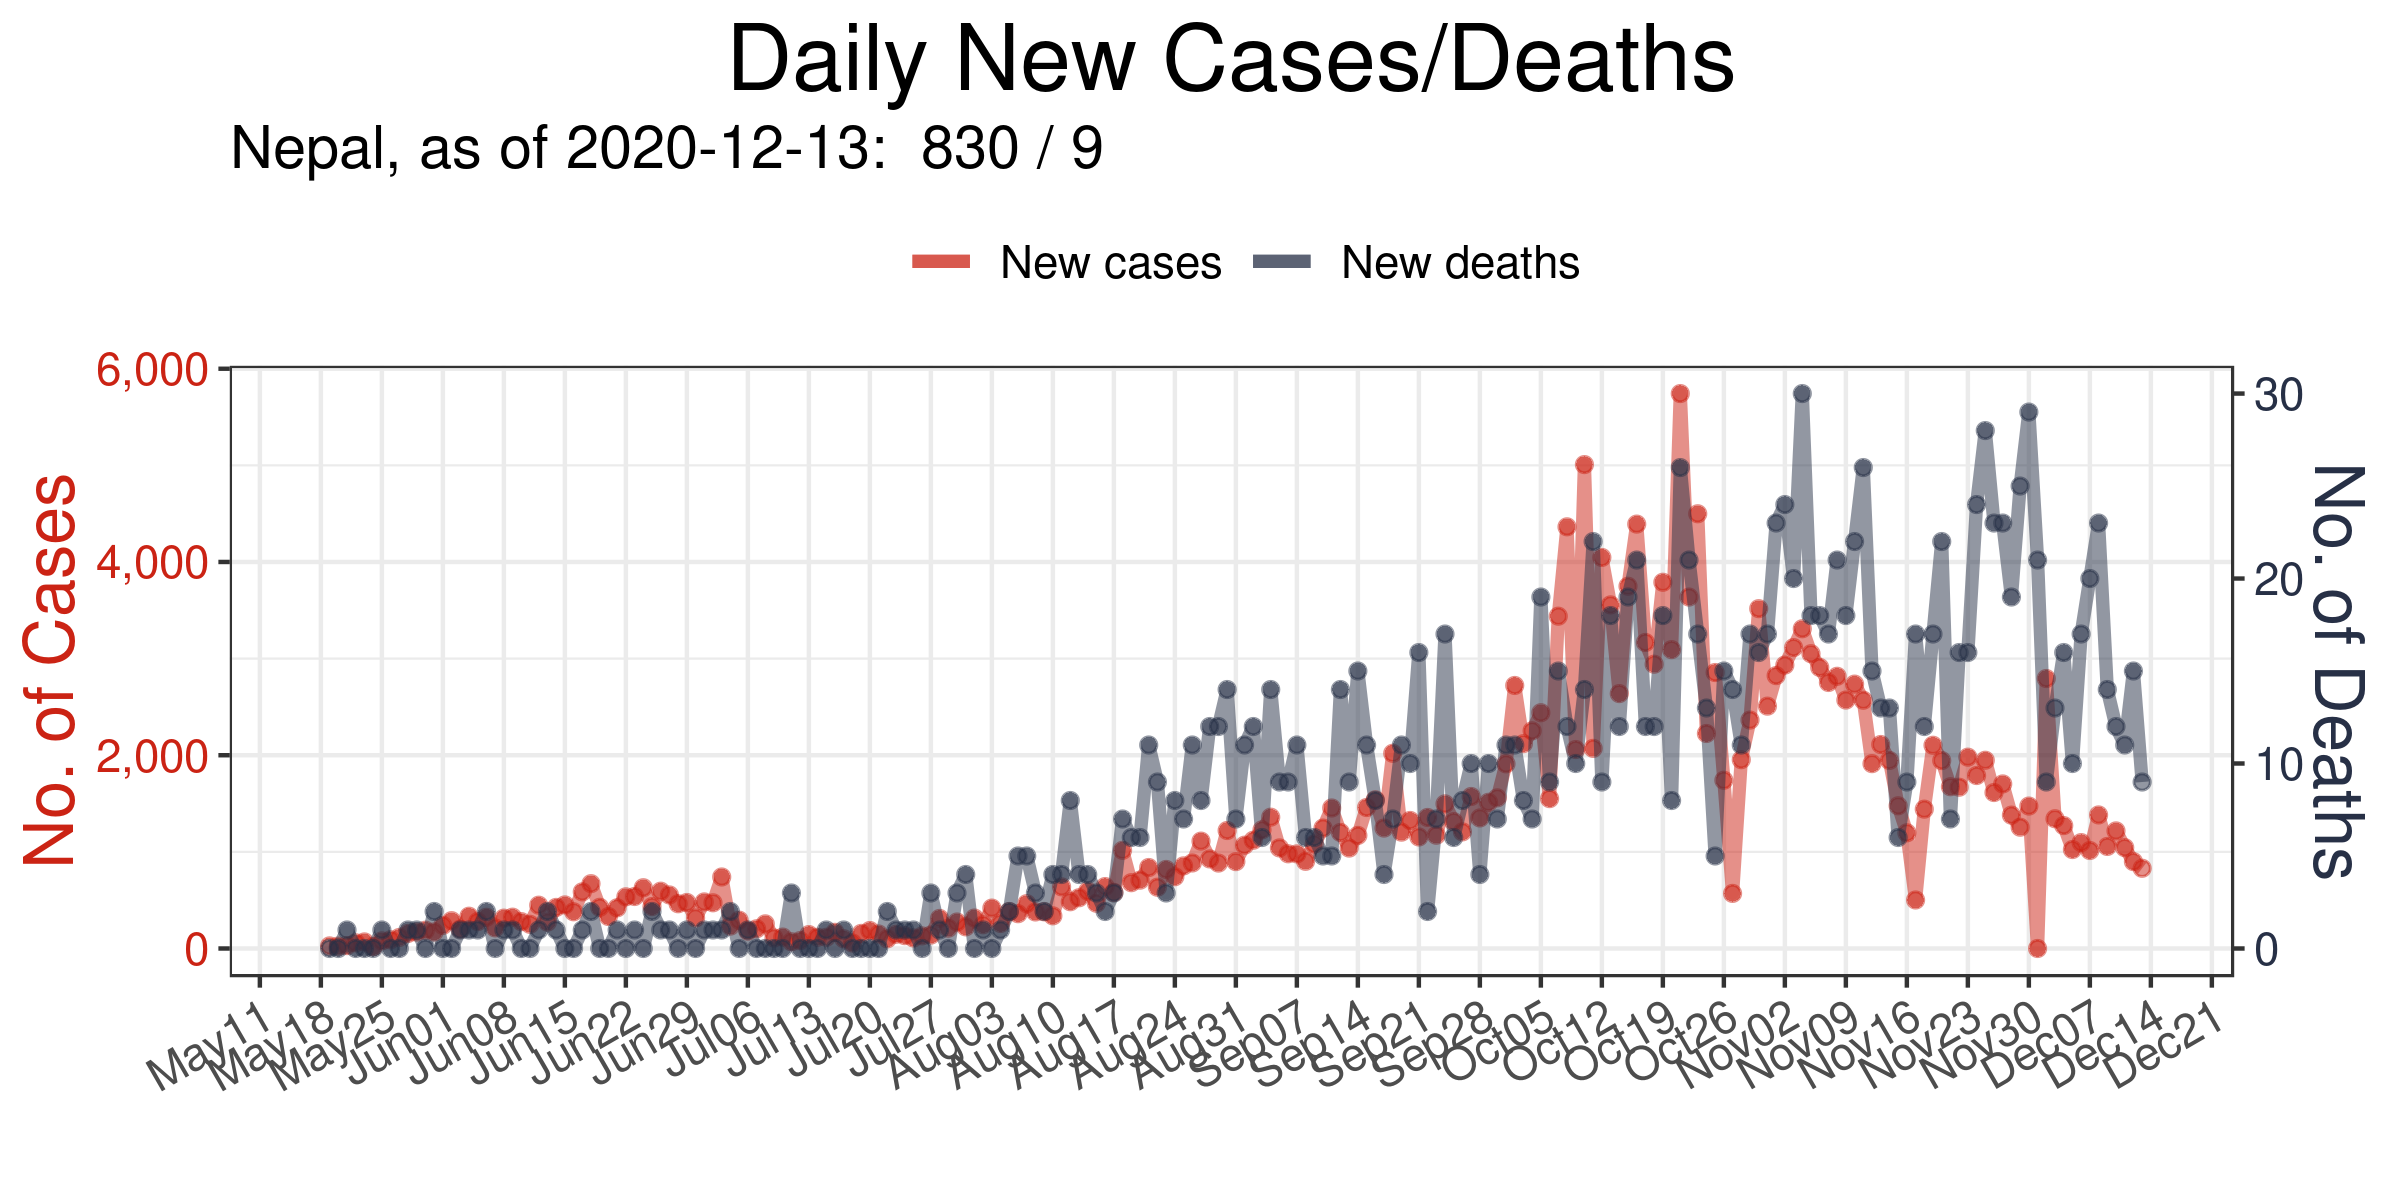 Daily New Cases/Deaths
Nepal, as of 2020-12-13:  830 / 9
New cases New deaths
No. of Cases
6,000
4,000
2,000
0
30
20
10
0
No. of Deaths
May11 May18 May25 Jun01 Jun08 Jun15 Jun22 Jun29 Jul06 Jul13 Jul20 Jul27 Aug03 Aug10 Aug17 Aug24 Aug31 Sep07 Sep14 Sep21 Sep28 Oct05 Oct12 Oct19 Oct26 Nov02 Nov09 Nov16 Nov23 Nov30 Dec07 Dec14 Dec21